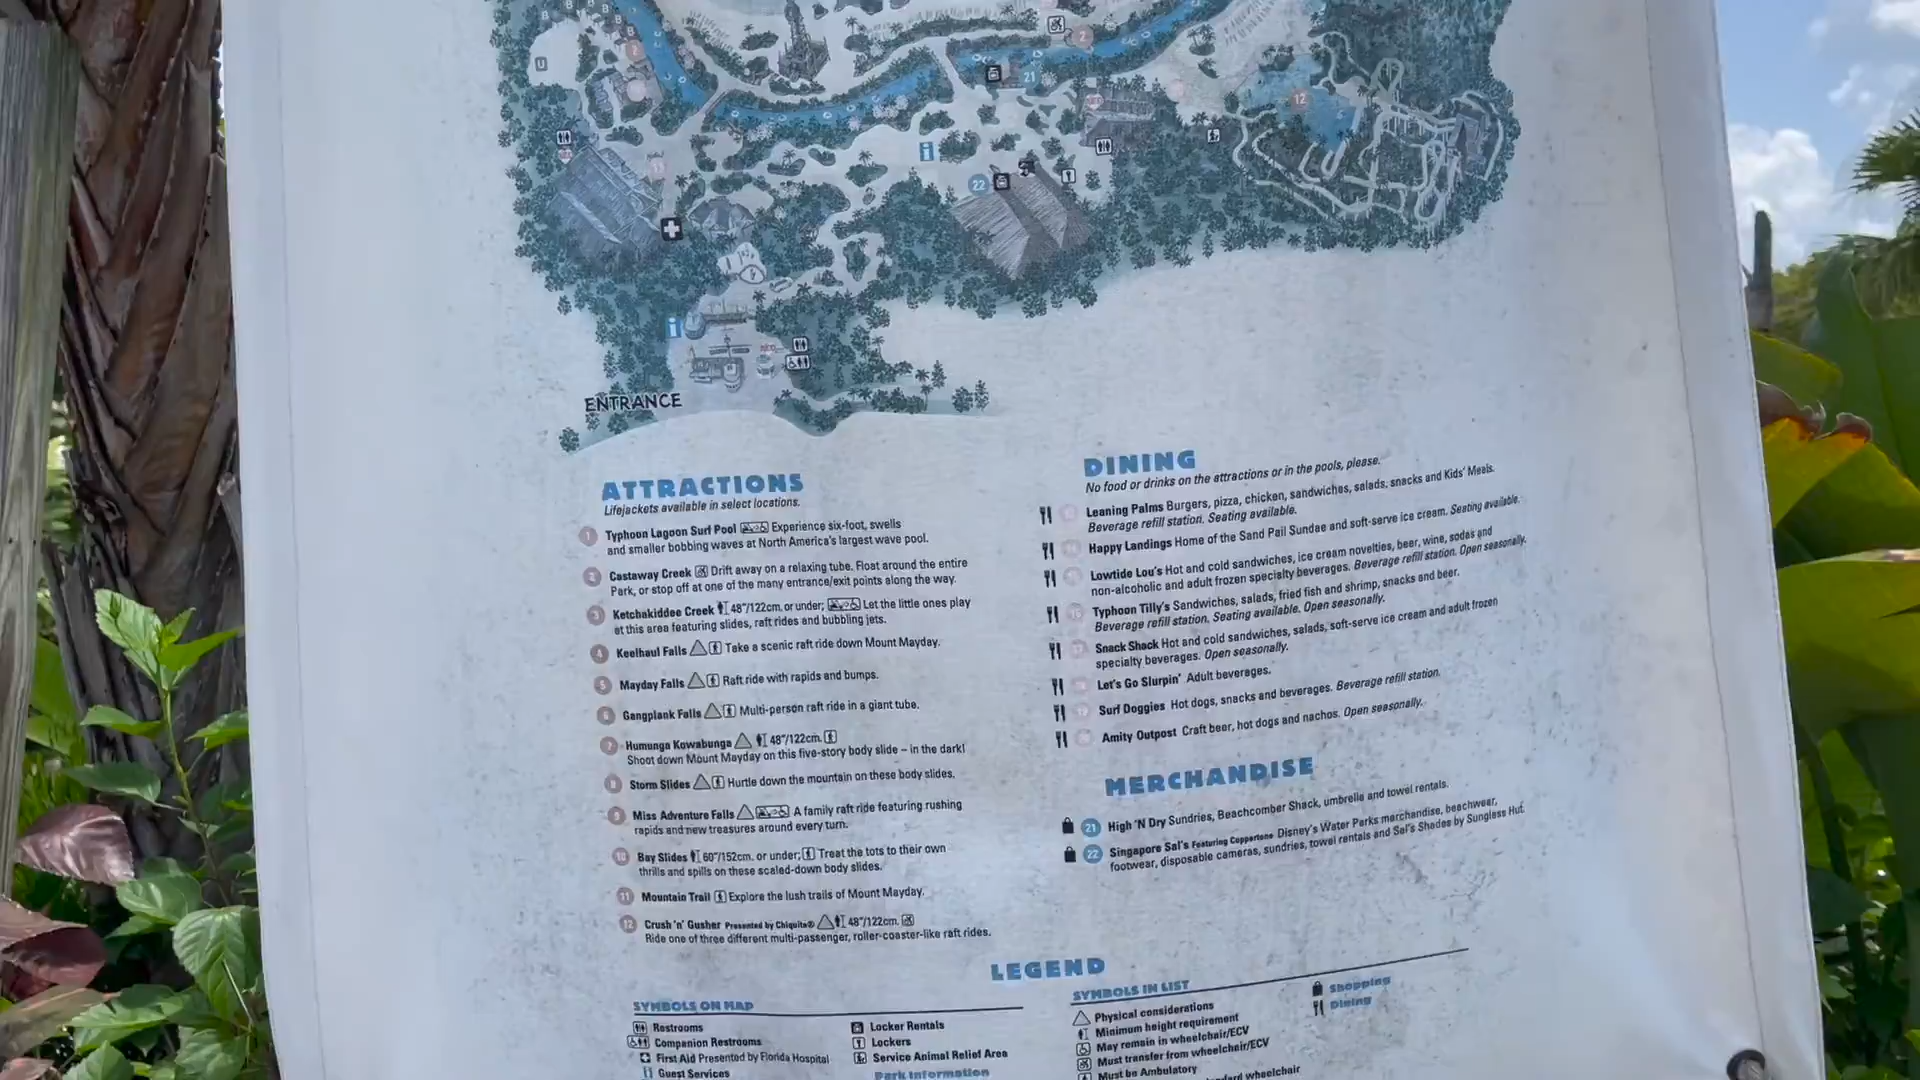 21
2
12
22
ENTRANCE
ATTRACTIONS
Lifejackets available in select locations.
1 Typhoon Lagoon Surf Pool Experience six-foot, swells
and smaller bobbing waves at North America's largest wave pool.
2 Castaway Creek Drift away on a relaxing tube. Float around the entire
Park, or stop off at one of the many entrance/exit points along the way.
3 Ketchakiddee Creek 48"/122cm. or under; Let the little ones play
at this area featuring slides, raft rides and bubbling jets.
4 Keelhaul Falls Take a scenic raft ride down Mount Mayday.
5 Mayday Falls Raft ride with rapids and bumps.
6 Gangplank Falls Multi-person raft ride in a giant tube.
7 Humunga Kowabunga 48"/122cm.
Shoot down Mount Mayday on this five-story body slide – in the dark!
8 Storm Slides Hurtle down the mountain on these body slides.
9 Miss Adventure Falls A family raft ride featuring rushing
rapids and new treasures around every turn.
10 Bay Slides 60"/152cm. or under; Treat the tots to their own
thrills and spills on these scaled-down body slides.
11 Mountain Trail Explore the lush trails of Mount Mayday.
12 Crush 'n' Gusher Presented by Chiquita® 48"/122cm.
Ride one of three different multi-passenger, roller-coaster-like raft rides.
DINING
No food or drinks on the attractions or in the pools, please.
Leaning Palms Burgers, pizza, chicken, sandwiches, salads, snacks and Kids' Meals.
Beverage refill station. Seating available.
Happy Landings Home of the Sand Pail Sundae and soft-serve ice cream. Seating available.
Lowtide Lou's Hot and cold sandwiches, ice cream novelties, beer, wine, sodas and
non-alcoholic and adult frozen specialty beverages. Beverage refill station. Open seasonally.
Typhoon Tilly's Sandwiches, salads, fried fish and shrimp, snacks and beer.
Beverage refill station. Seating available. Open seasonally.
Snack Shack Hot and cold sandwiches, salads, soft-serve ice cream and adult frozen
specialty beverages. Open seasonally.
Let's Go Slurpin' Adult beverages.
Surf Doggies Hot dogs, snacks and beverages. Beverage refill station.
Amity Outpost Craft beer, hot dogs and nachos. Open seasonally.
MERCHANDISE
21 High 'N Dry Sundries, Beachcomber Shack, umbrella and towel rentals.
22 Singapore Sal's Featuring Coppertone Disney's Water Parks merchandise, beachwear,
footwear, disposable cameras, sundries, towel rentals and Sal's Shades by Sunglass Hut.
LEGEND
SYMBOLS ON MAP
Restrooms
Companion Restrooms
First Aid Presented by Florida Hospital
Guest Services
Locker Rentals
Lockers
Service Animal Relief Area
Park Information
SYMBOLS IN LIST
Physical considerations
Minimum height requirement
May remain in wheelchair/ECV
Must transfer from wheelchair/ECV
Must be Ambulatory
wheelchair
Shopping
Dining